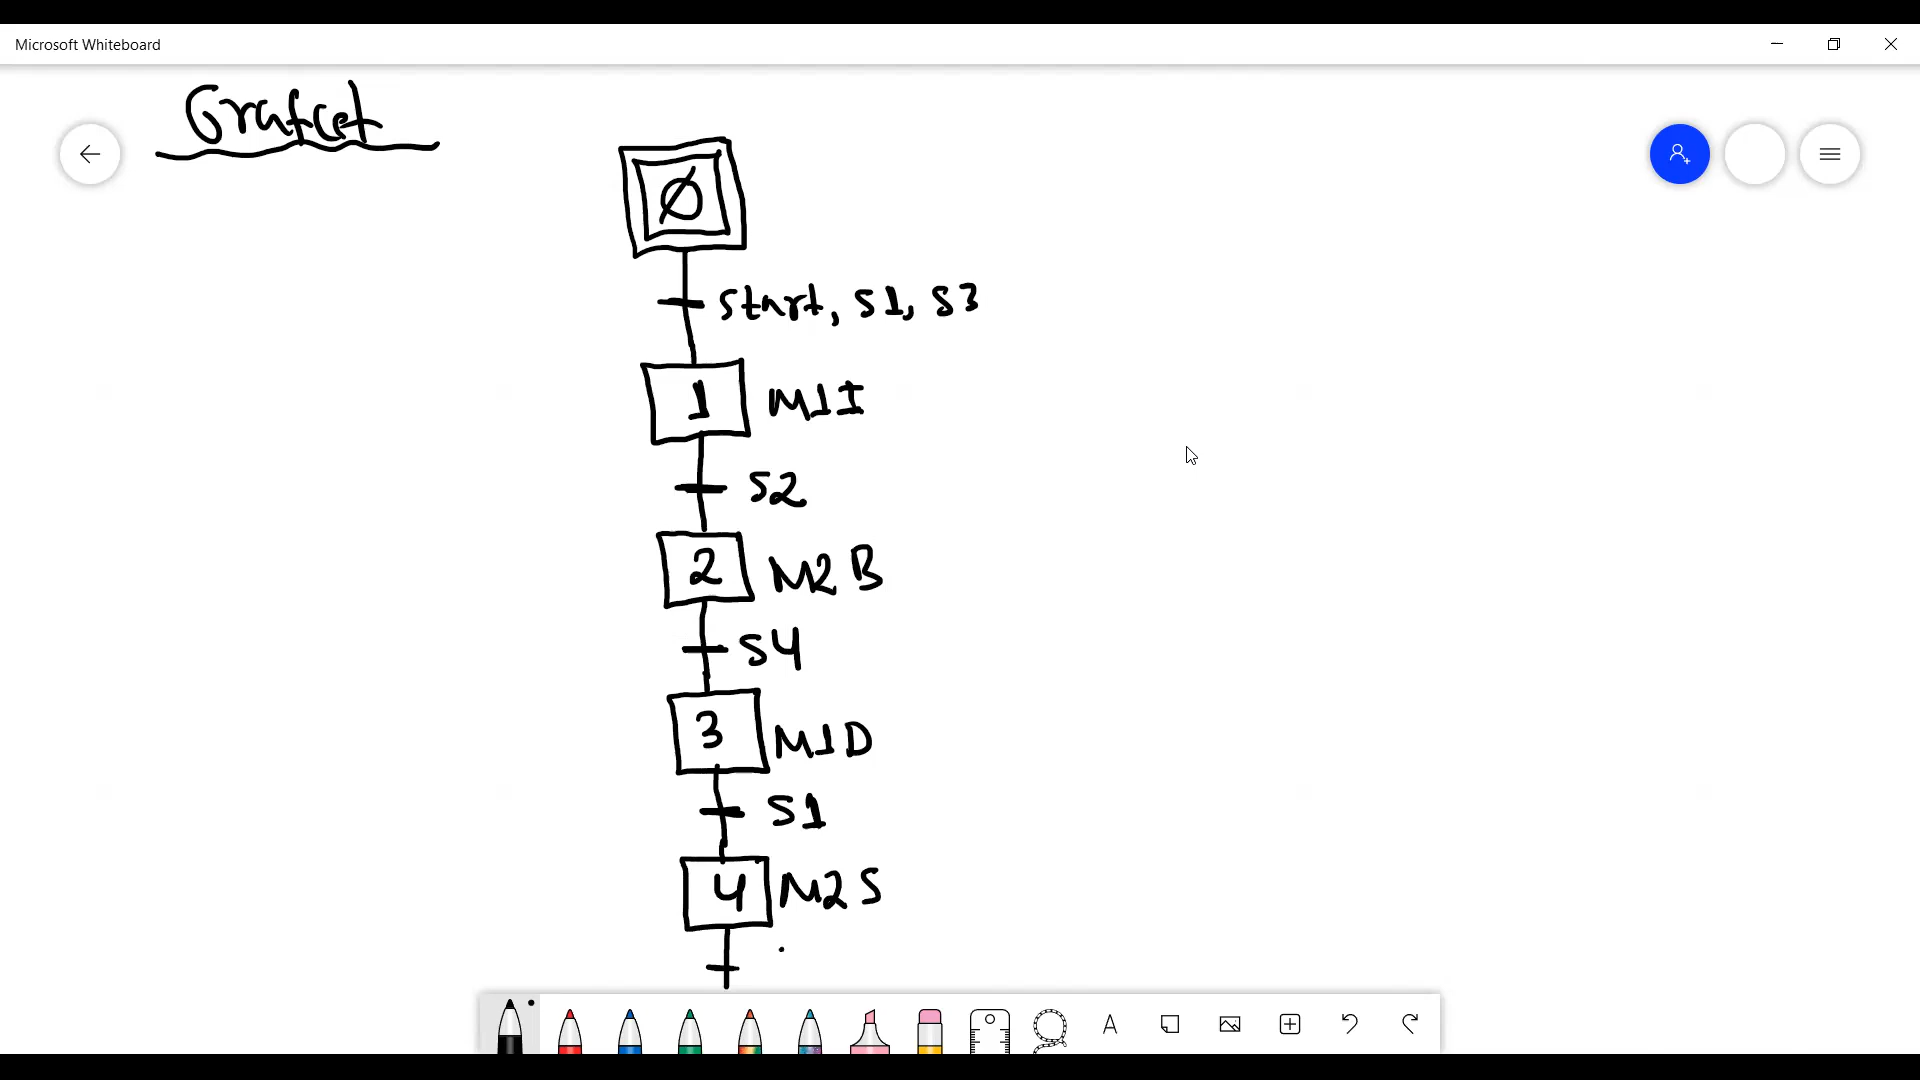 Microsoft Whiteboard
Grafcet
Ø
Start, S1, S3
1 M1I
S2
2 M2B
S4
3 M1D
S1
4 M2S
A